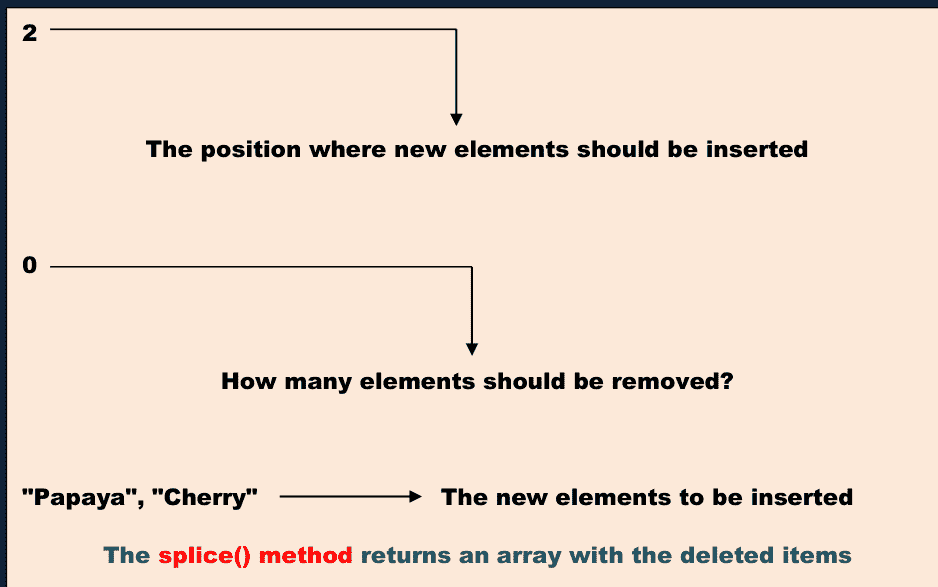 2
The position where new elements should be inserted
0
How many elements should be removed?
"Papaya", "Cherry" The new elements to be inserted
The splice() method returns an array with the deleted items